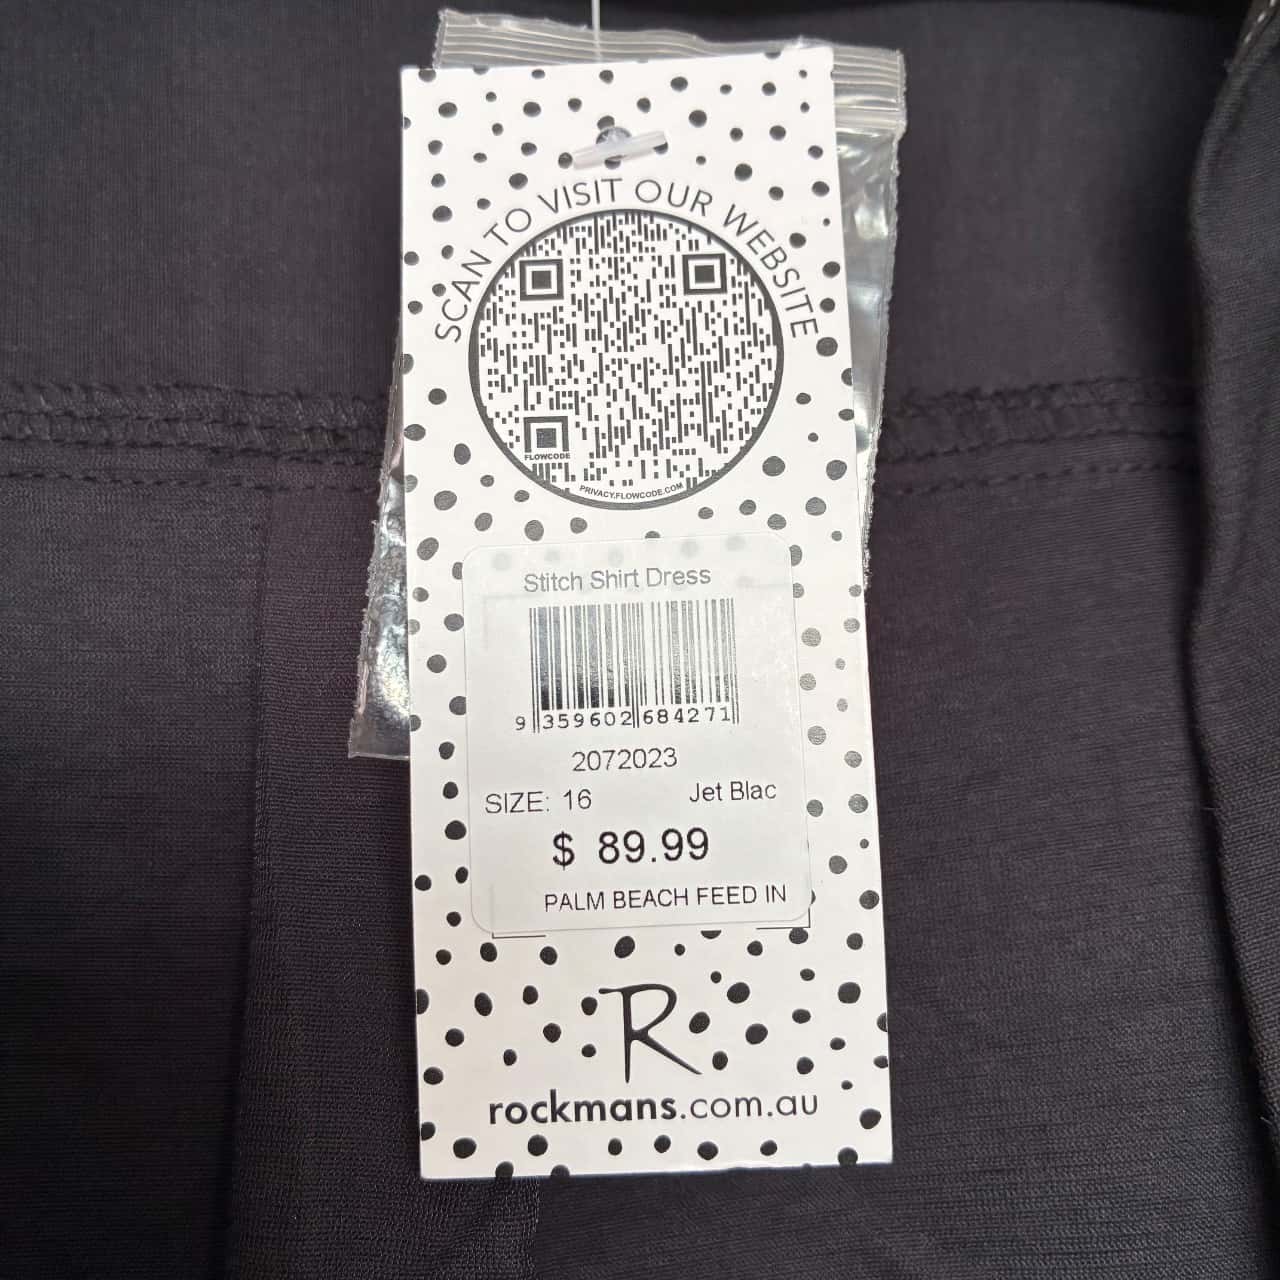 SCAN TO VISIT OUR WEBSITE
FLOWCODE
PRIVACY.FLOWCODE.COM
Stitch Shirt Dress
9 359602 684271
2072023
SIZE: 16 Jet Blac
$ 89.99
PALM BEACH FEED IN
R
rockmans.com.au